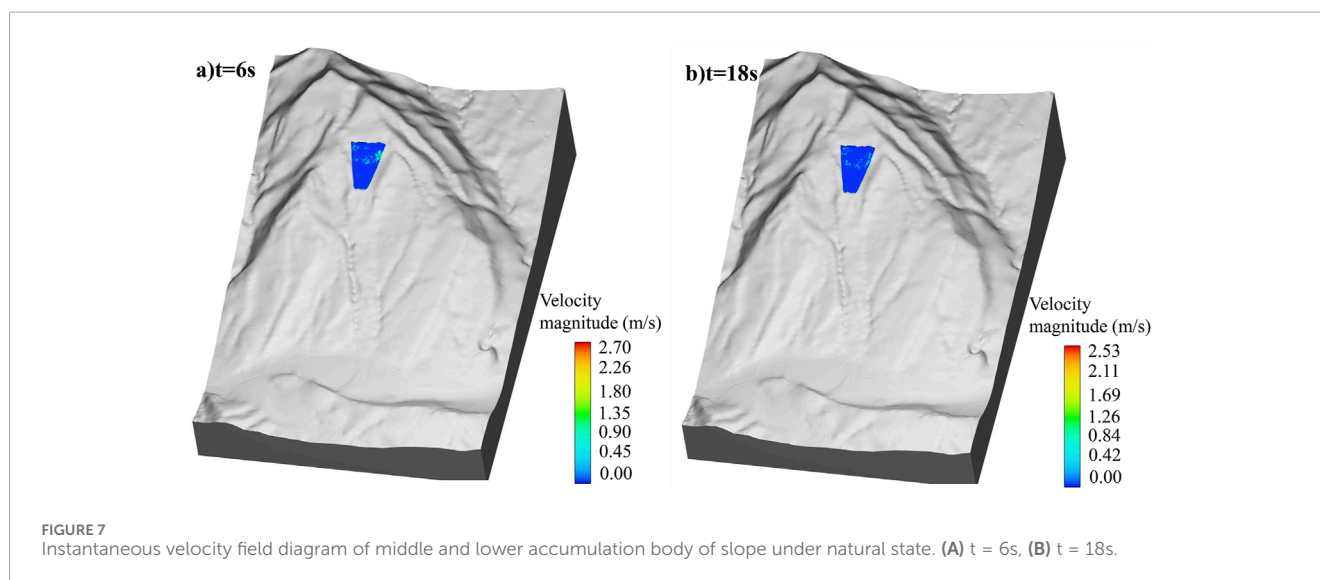 a)t=6s
b)t=18s
Velocity
magnitude (m/s)
2.70
2.26
1.80
1.35
0.90
0.45
0.00
Velocity
magnitude (m/s)
2.53
2.11
1.69
1.26
0.84
0.42
0.00
FIGURE 7
Instantaneous velocity field diagram of middle and lower accumulation body of slope under natural state. (A) t = 6s, (B) t = 18s.